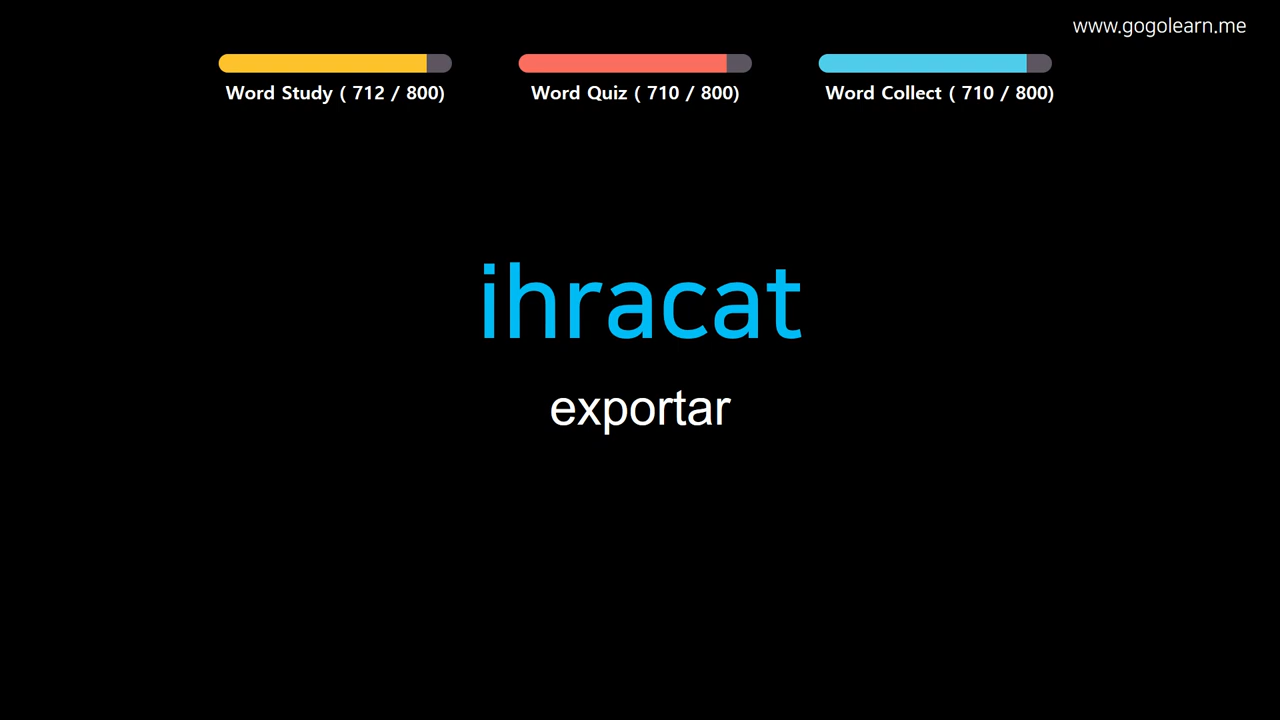 www.gogolearn.me
Word Study ( 712 / 800)
Word Quiz ( 710 / 800)
Word Collect ( 710 / 800)
ihracat
exportar